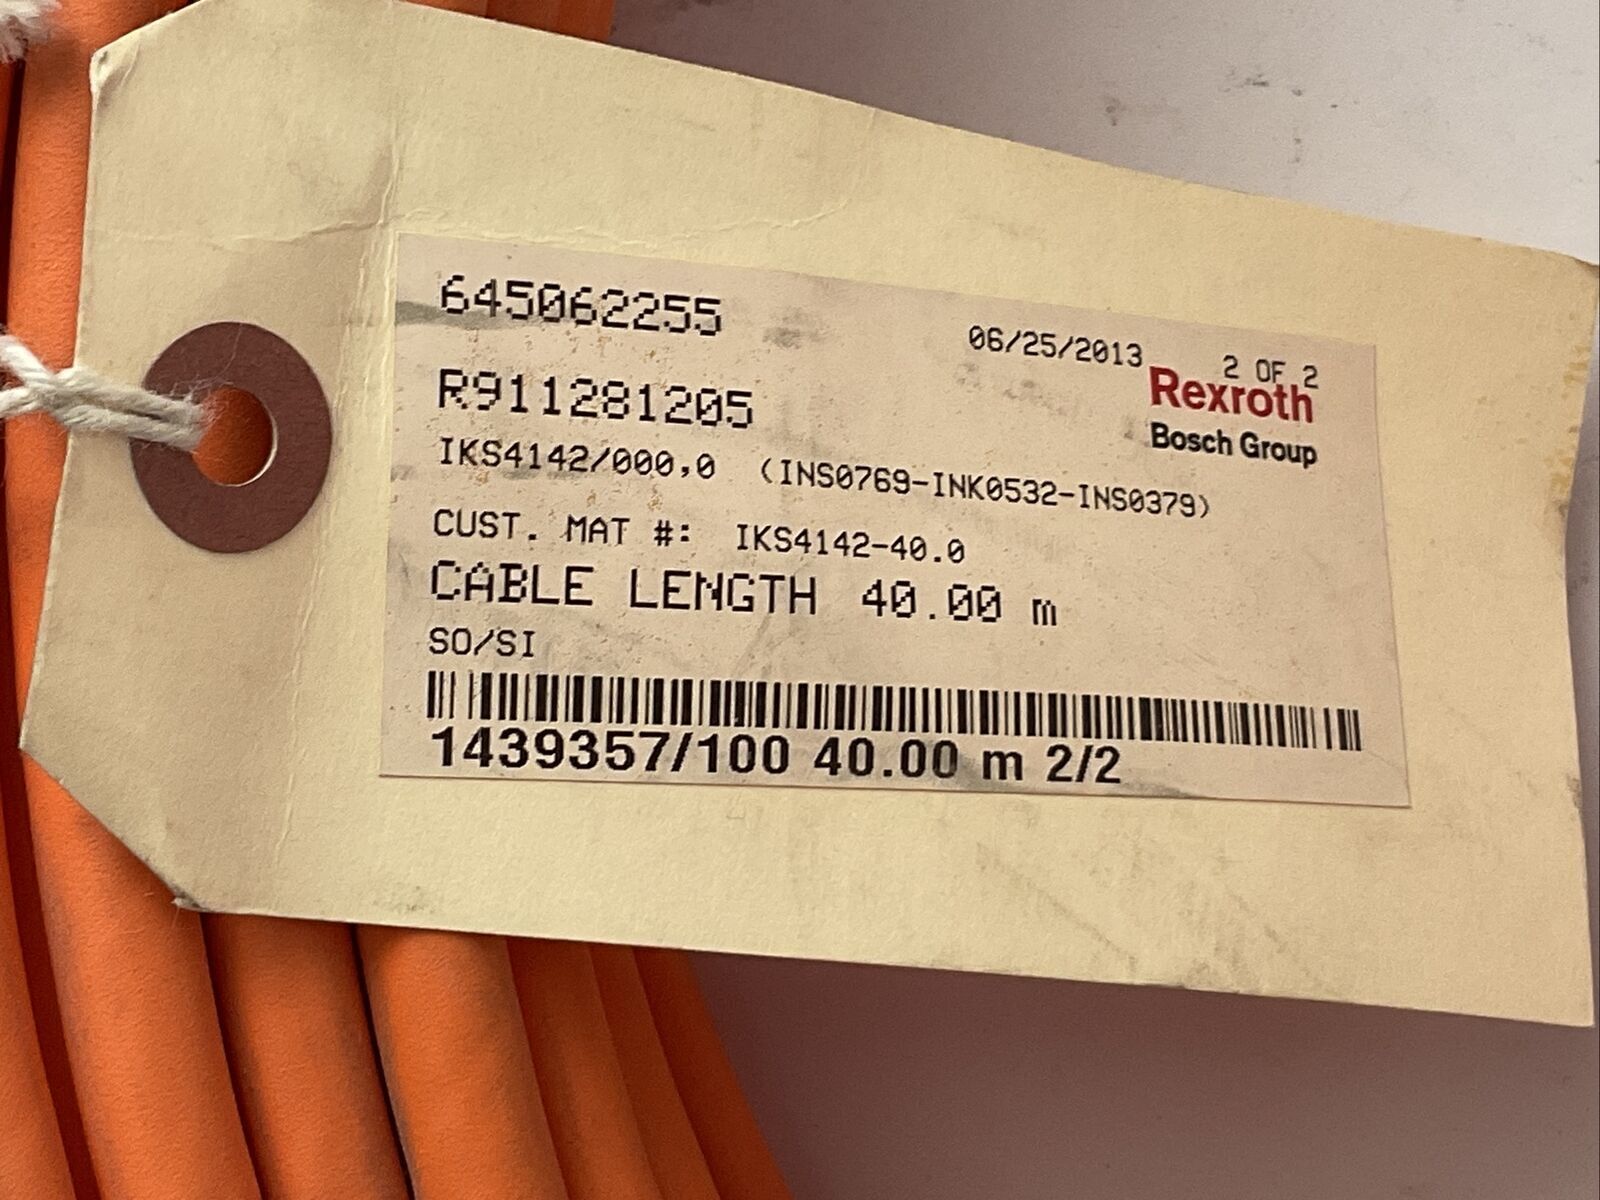 645062255
06/25/2013 2 OF 2
Rexroth
Bosch Group
R911281205
IKS4142/000,0 (INS0769-INK0532-INS0379)
CUST. MAT #: IKS4142-40.0
CABLE LENGTH 40.00 m
SO/SI
1439357/100 40.00 m 2/2